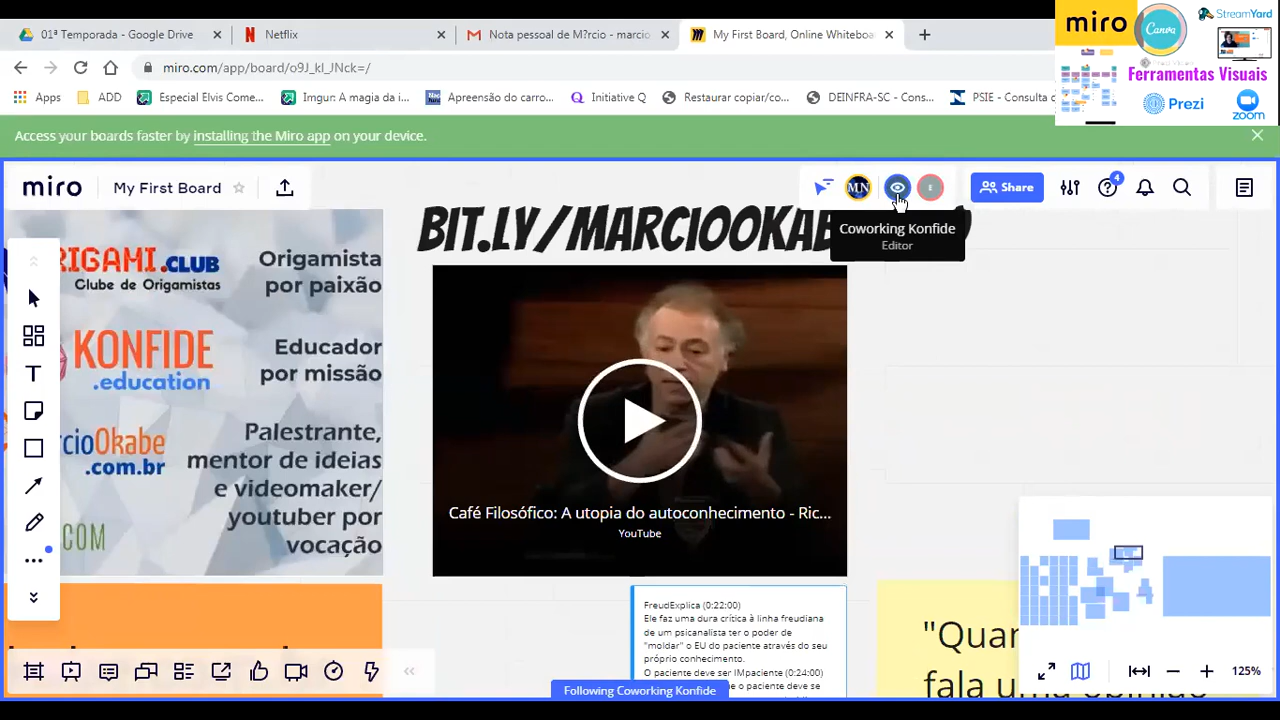 01ª Temporada - Google Drive
Netflix
Nota pessoal de M?rcio - marcio
My First Board, Online Whiteboa
miro.com/app/board/o9J_kl_JNck=/
Apps
ADD
Especial Elvis Come...
Imgur: A magi
Apreensão do carro...
Initiative Q
Restaurar copiar/co...
DEINFRA-SC - Cons...
PSIE - Consulta
miro
Canva
StreamYard
Ferramentas Visuais
Prezi
zoom
Access your boards faster by installing the Miro app on your device.
miro
My First Board
MN
Share
4
Coworking Konfide
Editor
BIT.LY/MARCIOOKAB
RIGAMI.CLUB
Clube de Origamistas
Origamista
por paixão
KONFIDE
.education
Educador
por missão
rcioOkabe
.com.br
Palestrante,
mentor de ideias
e videomaker/
youtuber por
vocação
COM
Café Filosófico: A utopia do autoconhecimento - Ric...
YouTube
FreudExplica (0:22:00)
Ele faz uma dura crítica à linha freudiana
de um psicanalista ter o poder de
"moldar" o EU do paciente através do seu
próprio conhecimento.
O paciente deve ser IMpaciente (0:24:00)
e o paciente deve se
"Quan
fala uma opinião
Following Coworking Konfide
125%